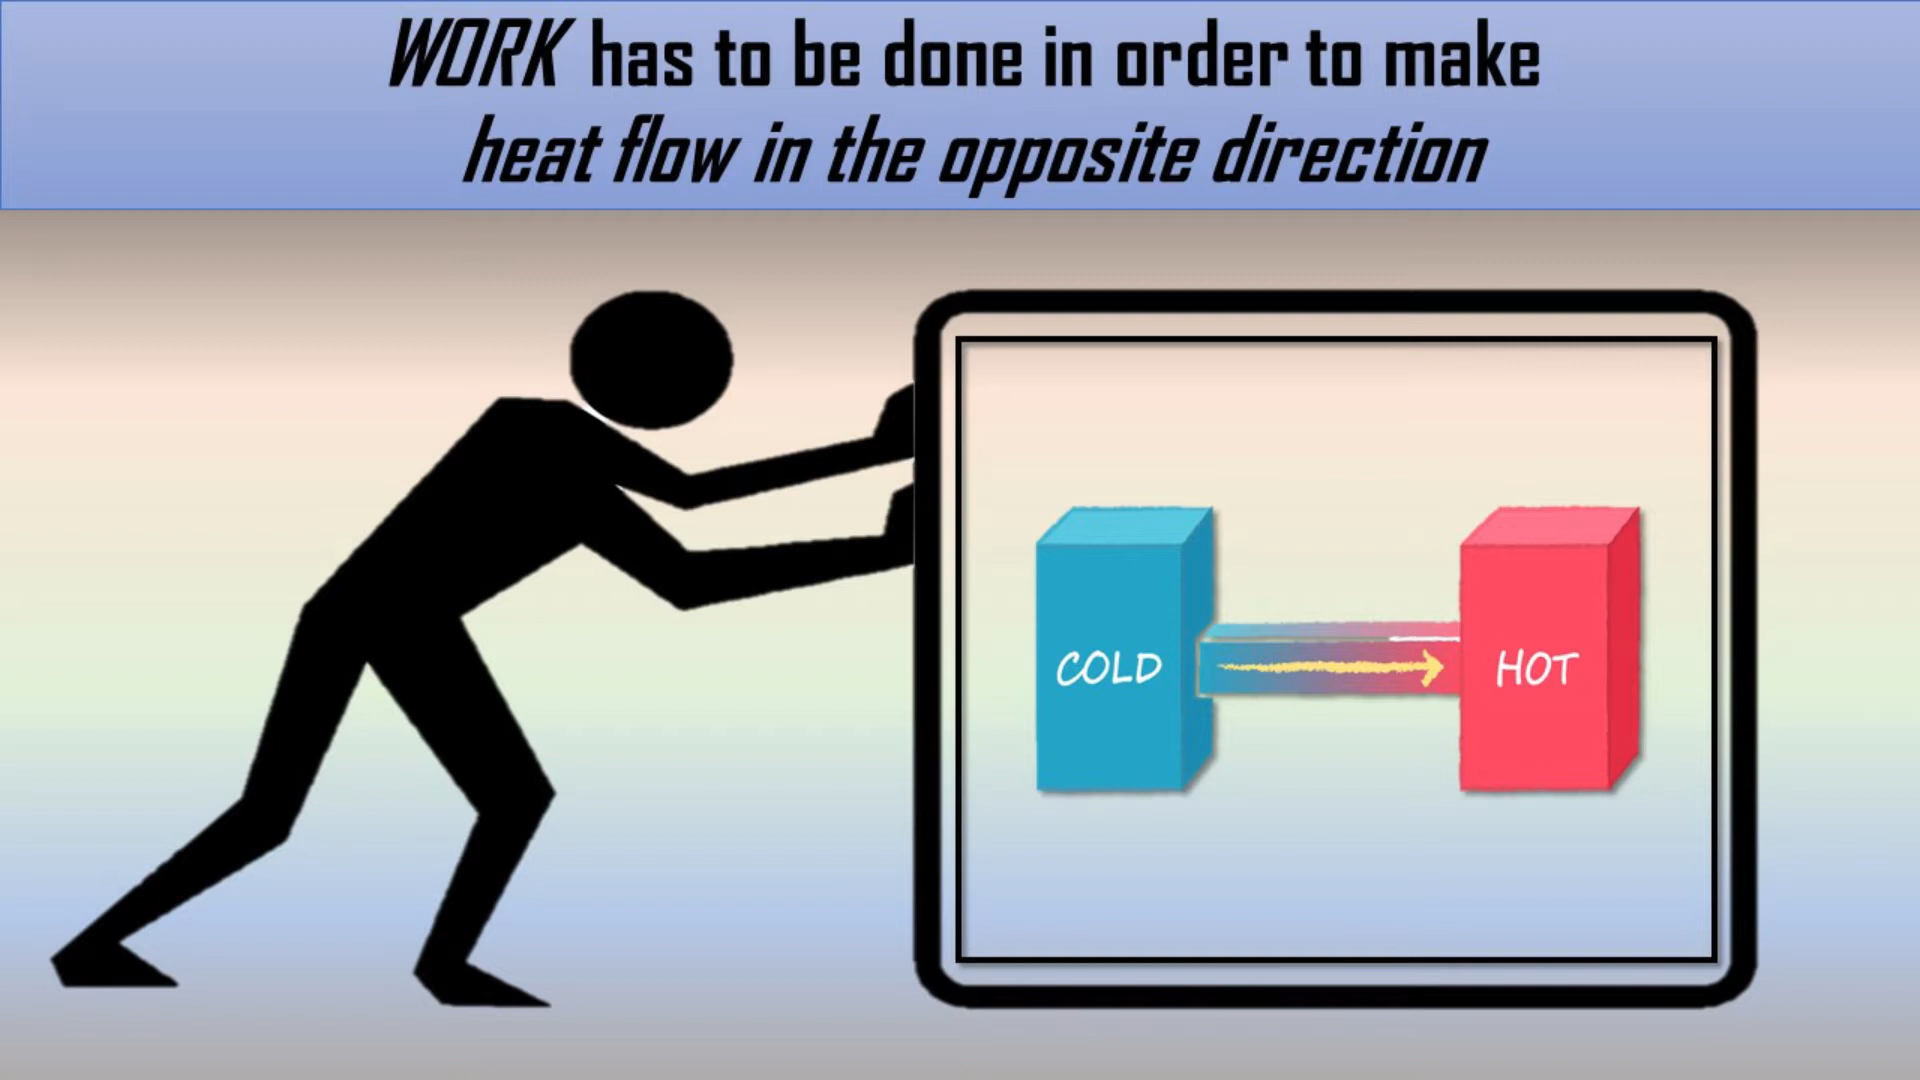 WORK has to be done in order to make
heat flow in the opposite direction
COLD
HOT